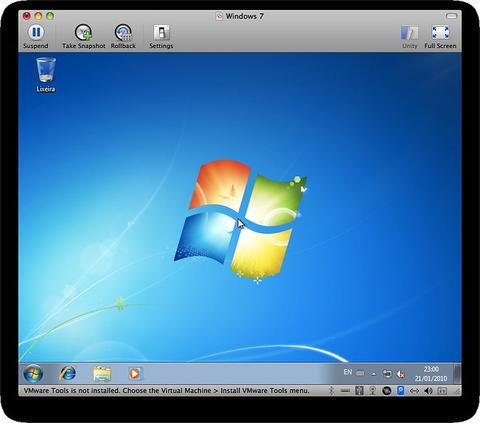 Windows 7
Suspend
Take Snapshot
Rollback
Settings
Unity
Full Screen
Lixeira
EN
23:00
21/01/2010
VMware Tools is not installed. Choose the Virtual Machine > Install VMware Tools menu.